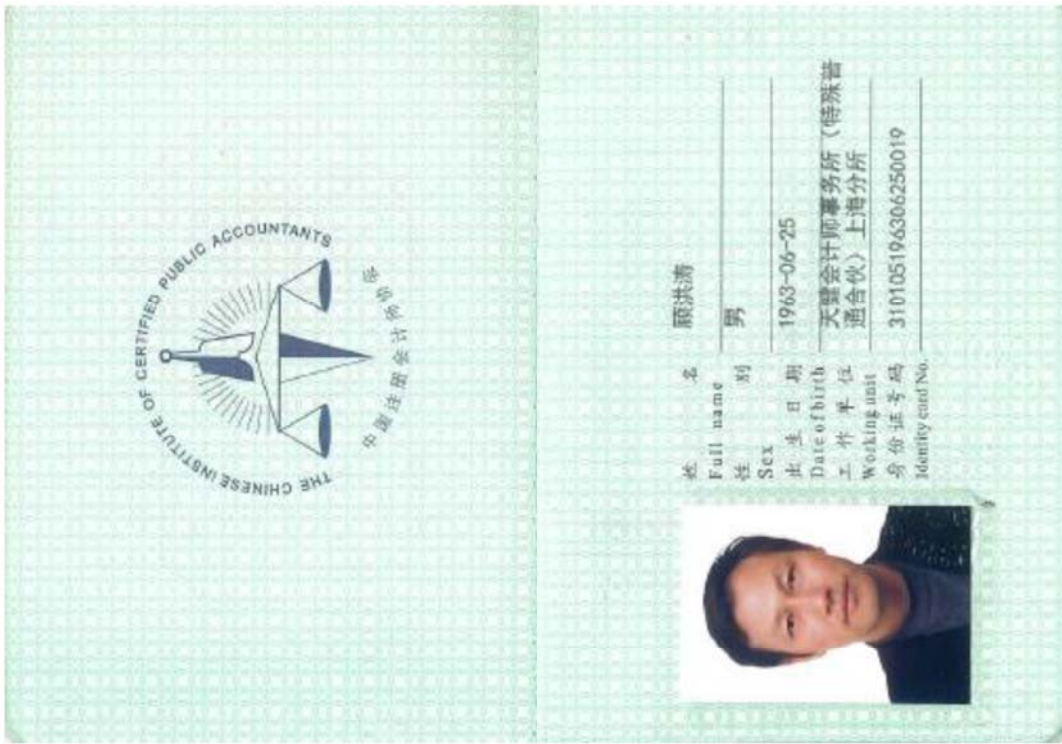 THE CHINESE INSTITUTE OF CERTIFIED PUBLIC ACCOUNTANTS
中国注册会计师协会
姓 名 顾洪涛
Full name
性 别 男
Sex
出 生 日 期 1963-06-25
Date of birth
工 作 单 位 天健会计师事务所（特殊普
通合伙）上海分所
Working unit
身 份 证 号 码 310105196306250019
Identity card No.